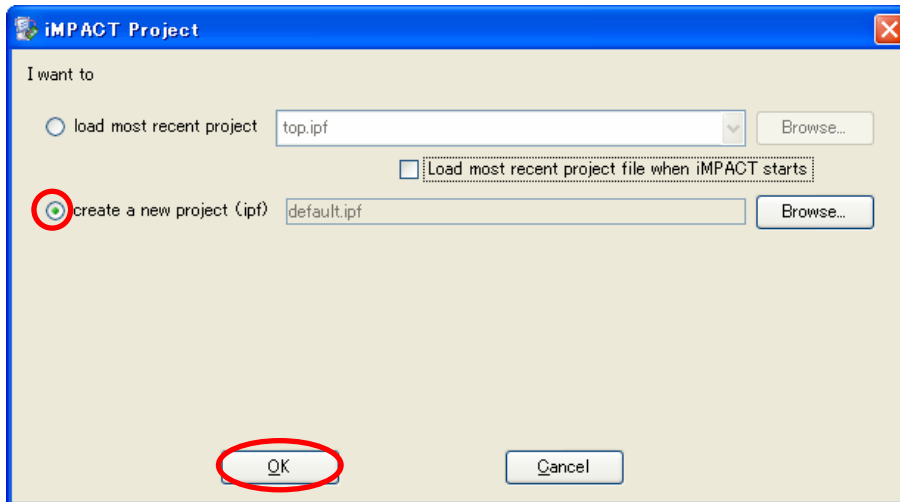 iMPACT Project
I want to
load most recent project top.ipf Browse...
Load most recent project file when iMPACT starts
create a new project (ipf) default.ipf Browse...
OK Cancel